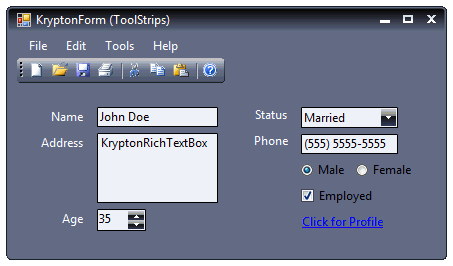 KryptonForm (ToolStrips)
File Edit Tools Help
Name John Doe
Status Married
Address KryptonRichTextBox
Phone (555) 5555-5555
Male Female
Employed
Age 35
Click for Profile